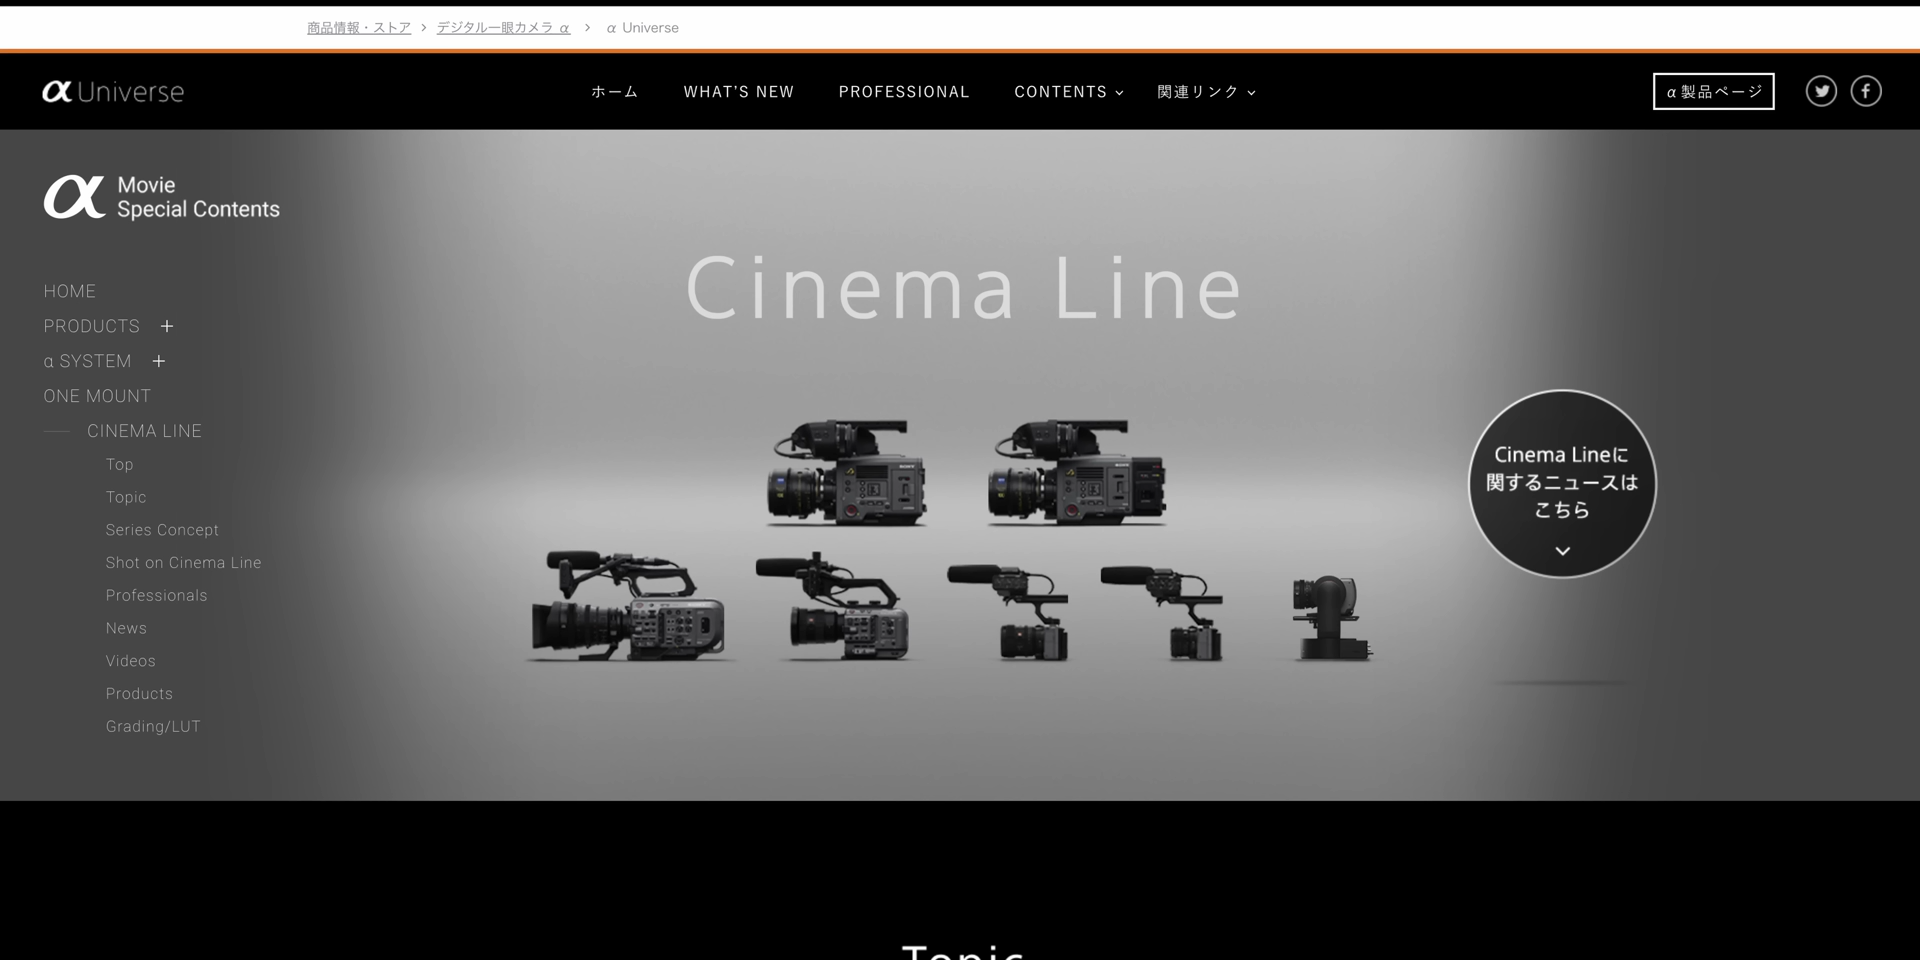 商品情報・ストア > デジタル一眼カメラ α > α Universe
α Universe
ホーム WHAT'S NEW PROFESSIONAL CONTENTS 関連リンク
α 製品ページ
α Movie
Special Contents
HOME
PRODUCTS +
α SYSTEM +
ONE MOUNT
CINEMA LINE
Top
Topic
Series Concept
Shot on Cinema Line
Professionals
News
Videos
Products
Grading/LUT
Cinema Line
Cinema Lineに
関するニュースは
こちら
Topic